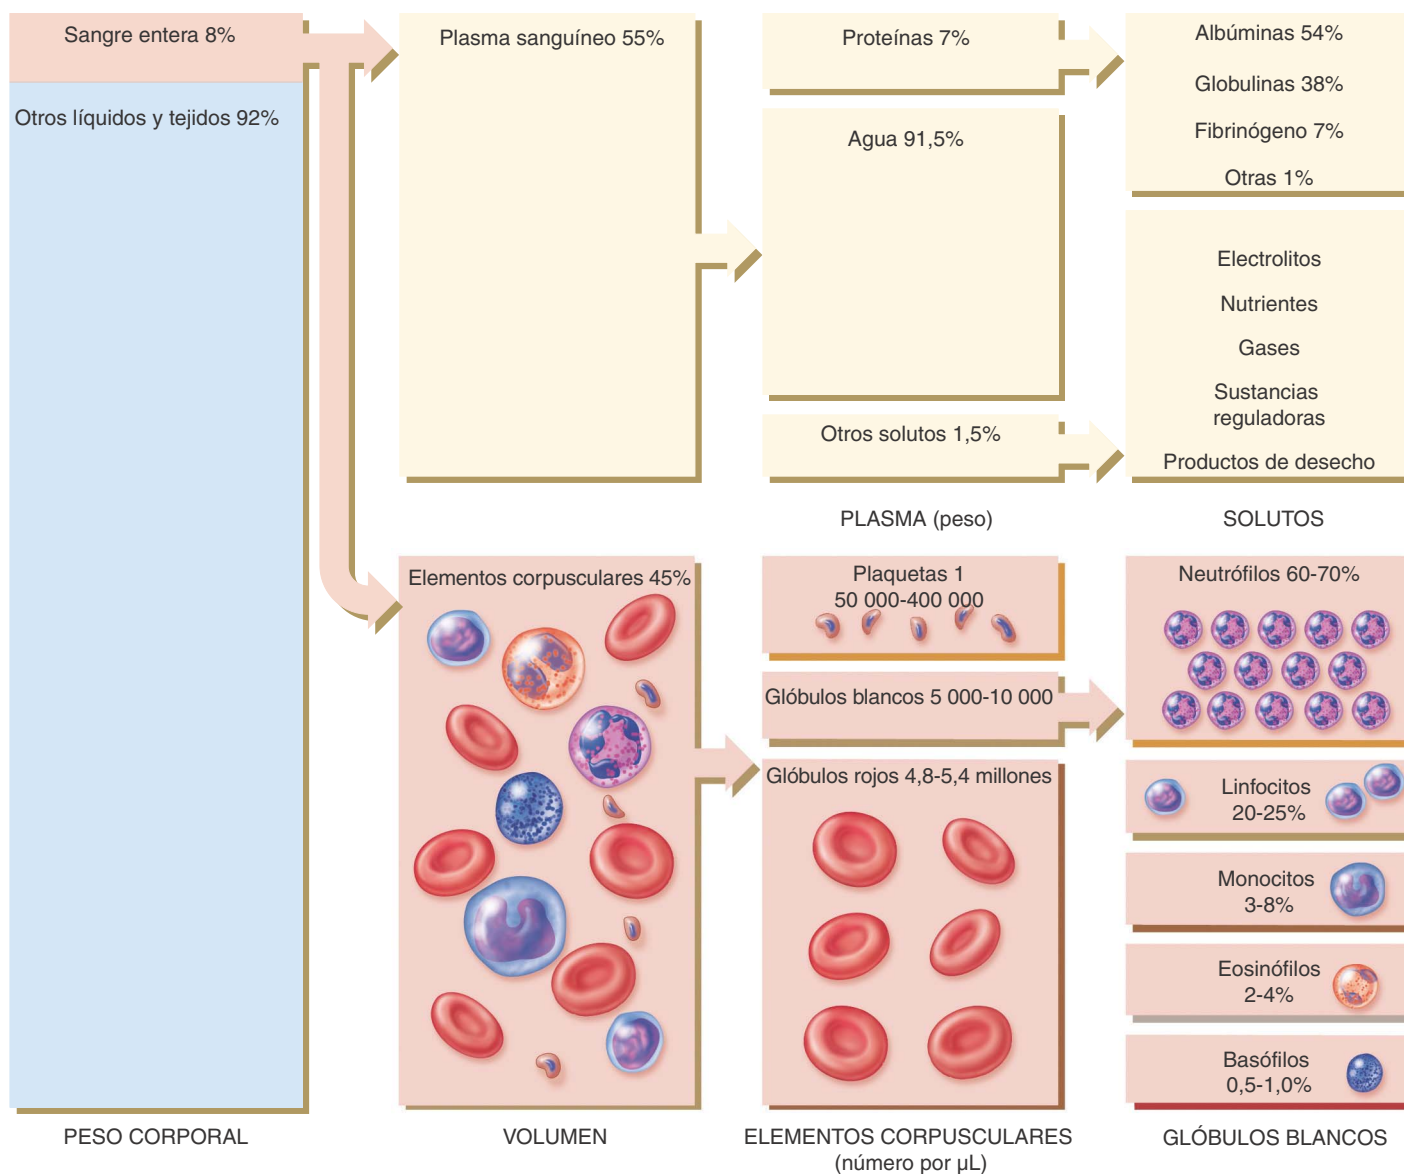 Sangre entera 8%
Otros líquidos y tejidos 92%
PESO CORPORAL
Plasma sanguíneo 55%
Elementos corpusculares 45%
VOLUMEN
Proteínas 7%
Agua 91,5%
Otros solutos 1,5%
PLASMA (peso)
Albúminas 54%
Globulinas 38%
Fibrinógeno 7%
Otras 1%
Electrolitos
Nutrientes
Gases
Sustancias
reguladoras
Productos de desecho
SOLUTOS
Plaquetas 1
50 000-400 000
Glóbulos blancos 5 000-10 000
Glóbulos rojos 4,8-5,4 millones
ELEMENTOS CORPUSCULARES
(número por µL)
Neutrófilos 60-70%
Linfocitos
20-25%
Monocitos
3-8%
Eosinófilos
2-4%
Basófilos
0,5-1,0%
GLÓBULOS BLANCOS